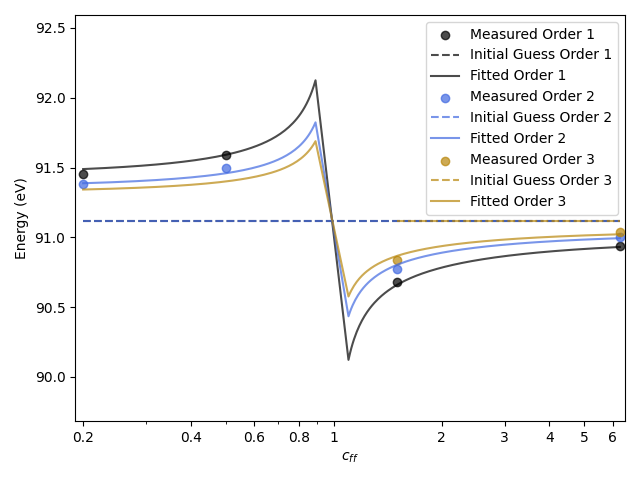 92.5
92.0
91.5
91.0
90.5
90.0
Energy (eV)
Measured Order 1
Initial Guess Order 1
Fitted Order 1
Measured Order 2
Initial Guess Order 2
Fitted Order 2
Measured Order 3
Initial Guess Order 3
Fitted Order 3
0.2 0.4 0.6 0.8 1 2 3 4 5 6
c_ff